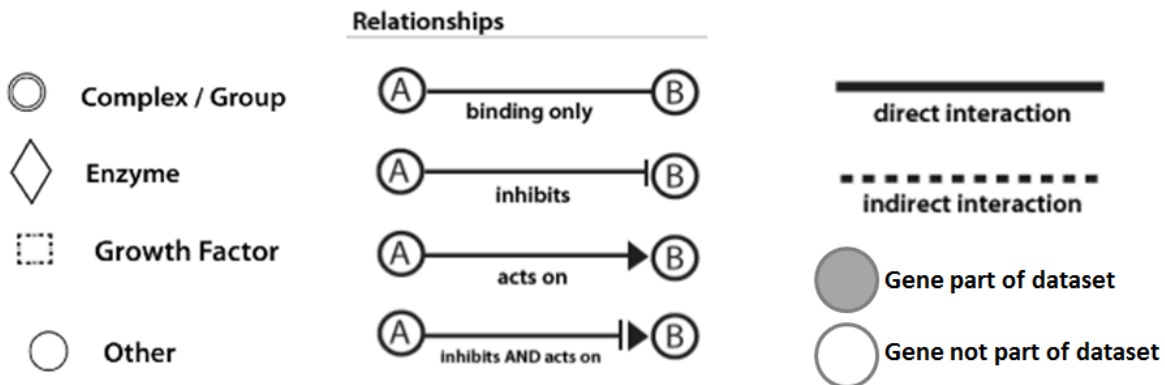 Relationships
Complex / Group
Enzyme
Growth Factor
Other
A B
binding only
A B
inhibits
A B
acts on
A B
inhibits AND acts on
direct interaction
indirect interaction
Gene part of dataset
Gene not part of dataset